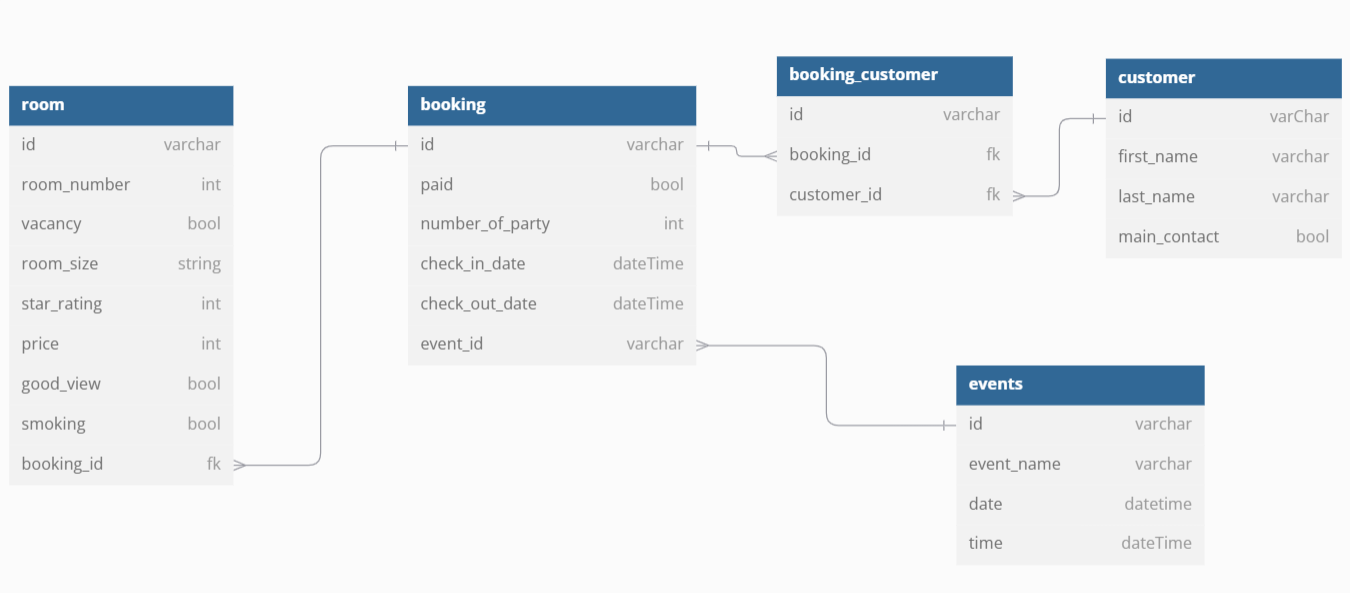 room
id varchar
room_number int
vacancy bool
room_size string
star_rating int
price int
good_view bool
smoking bool
booking_id fk
booking
id varchar
paid bool
number_of_party int
check_in_date dateTime
check_out_date dateTime
event_id varchar
booking_customer
id varchar
booking_id fk
customer_id fk
customer
id varChar
first_name varchar
last_name varchar
main_contact bool
events
id varchar
event_name varchar
date datetime
time dateTime